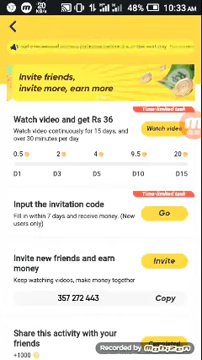 48% 10:33 AM
Invite friends,
invite more, earn more
Time-limited task
Watch video and get Rs 36
Watch video continuously for 15 days, and
over 30 minutes per day
Watch video
0.5 2 4 9.5 20
D1 D3 D5 D10 D15
Time-limited task
Input the invitation code
Fill in within 7 days and receive money. (New
users only)
Go
Invite new friends and earn
money
Keep watching videos, make money together
Invite
357 272 443 Copy
Share this activity with your
friends
+1000
Recorded by